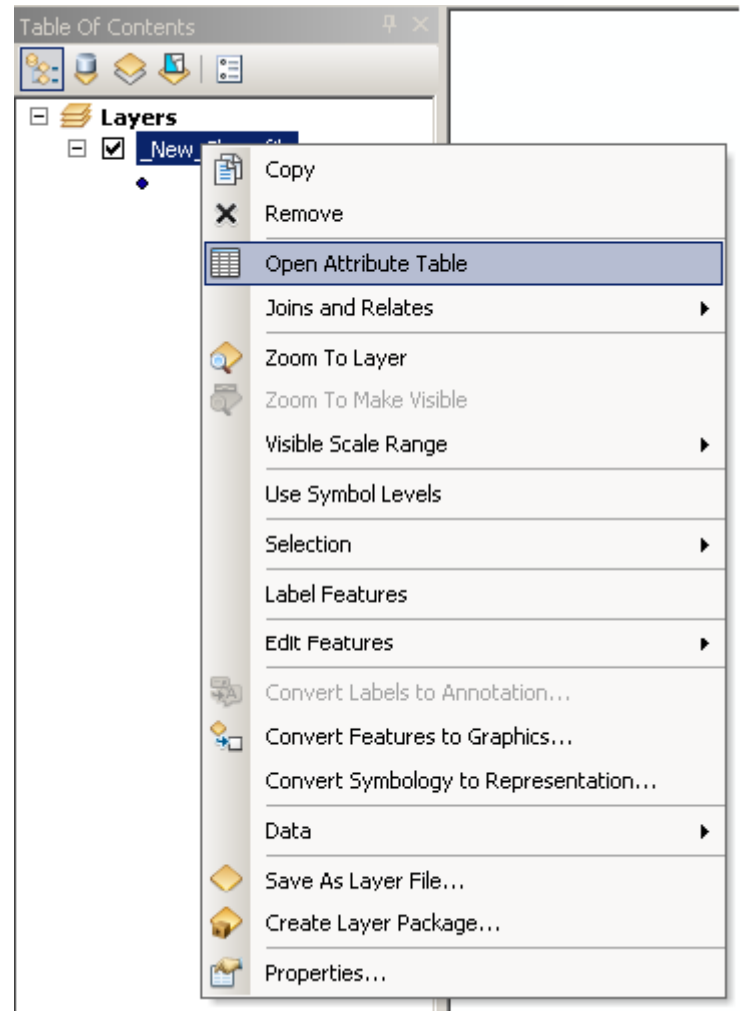 Table Of Contents
Layers
_New_
Copy
Remove
Open Attribute Table
Joins and Relates
Zoom To Layer
Zoom To Make Visible
Visible Scale Range
Use Symbol Levels
Selection
Label Features
Edit Features
Convert Labels to Annotation...
Convert Features to Graphics...
Convert Symbology to Representation...
Data
Save As Layer File...
Create Layer Package...
Properties...